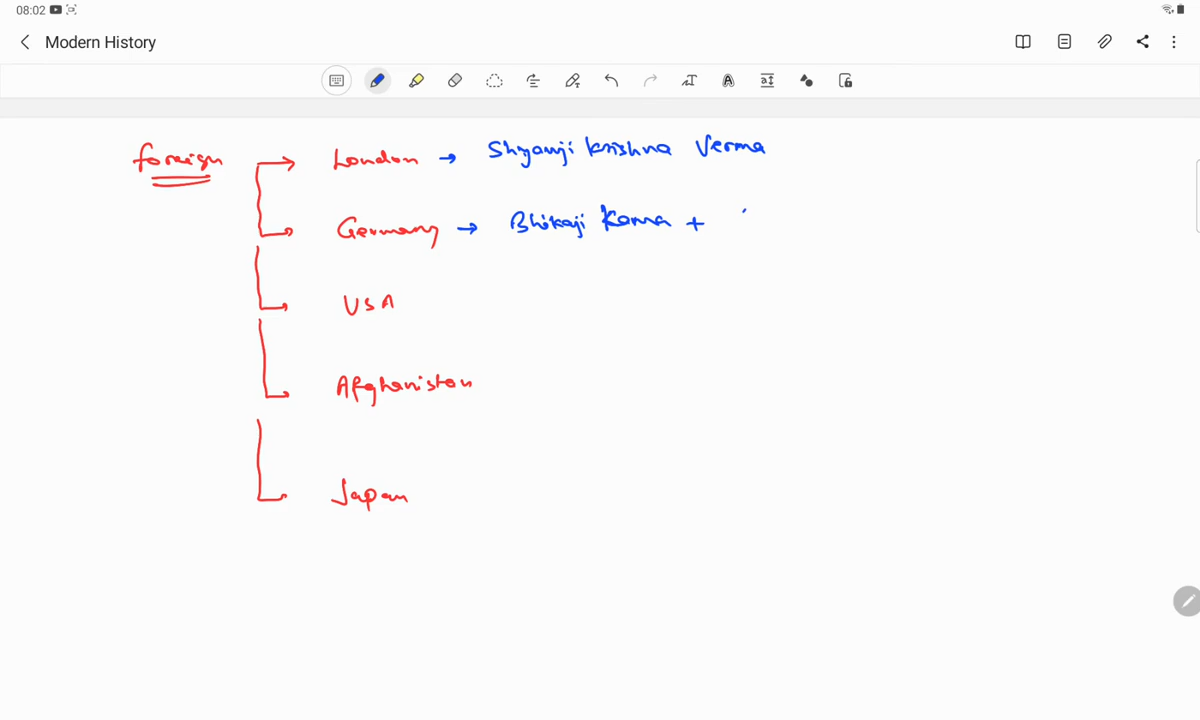 08:02
Modern History
foreign
London → Shyamji Krishna Verma
Germany → Bhikaji Kama +
USA
Afghanistan
Japan